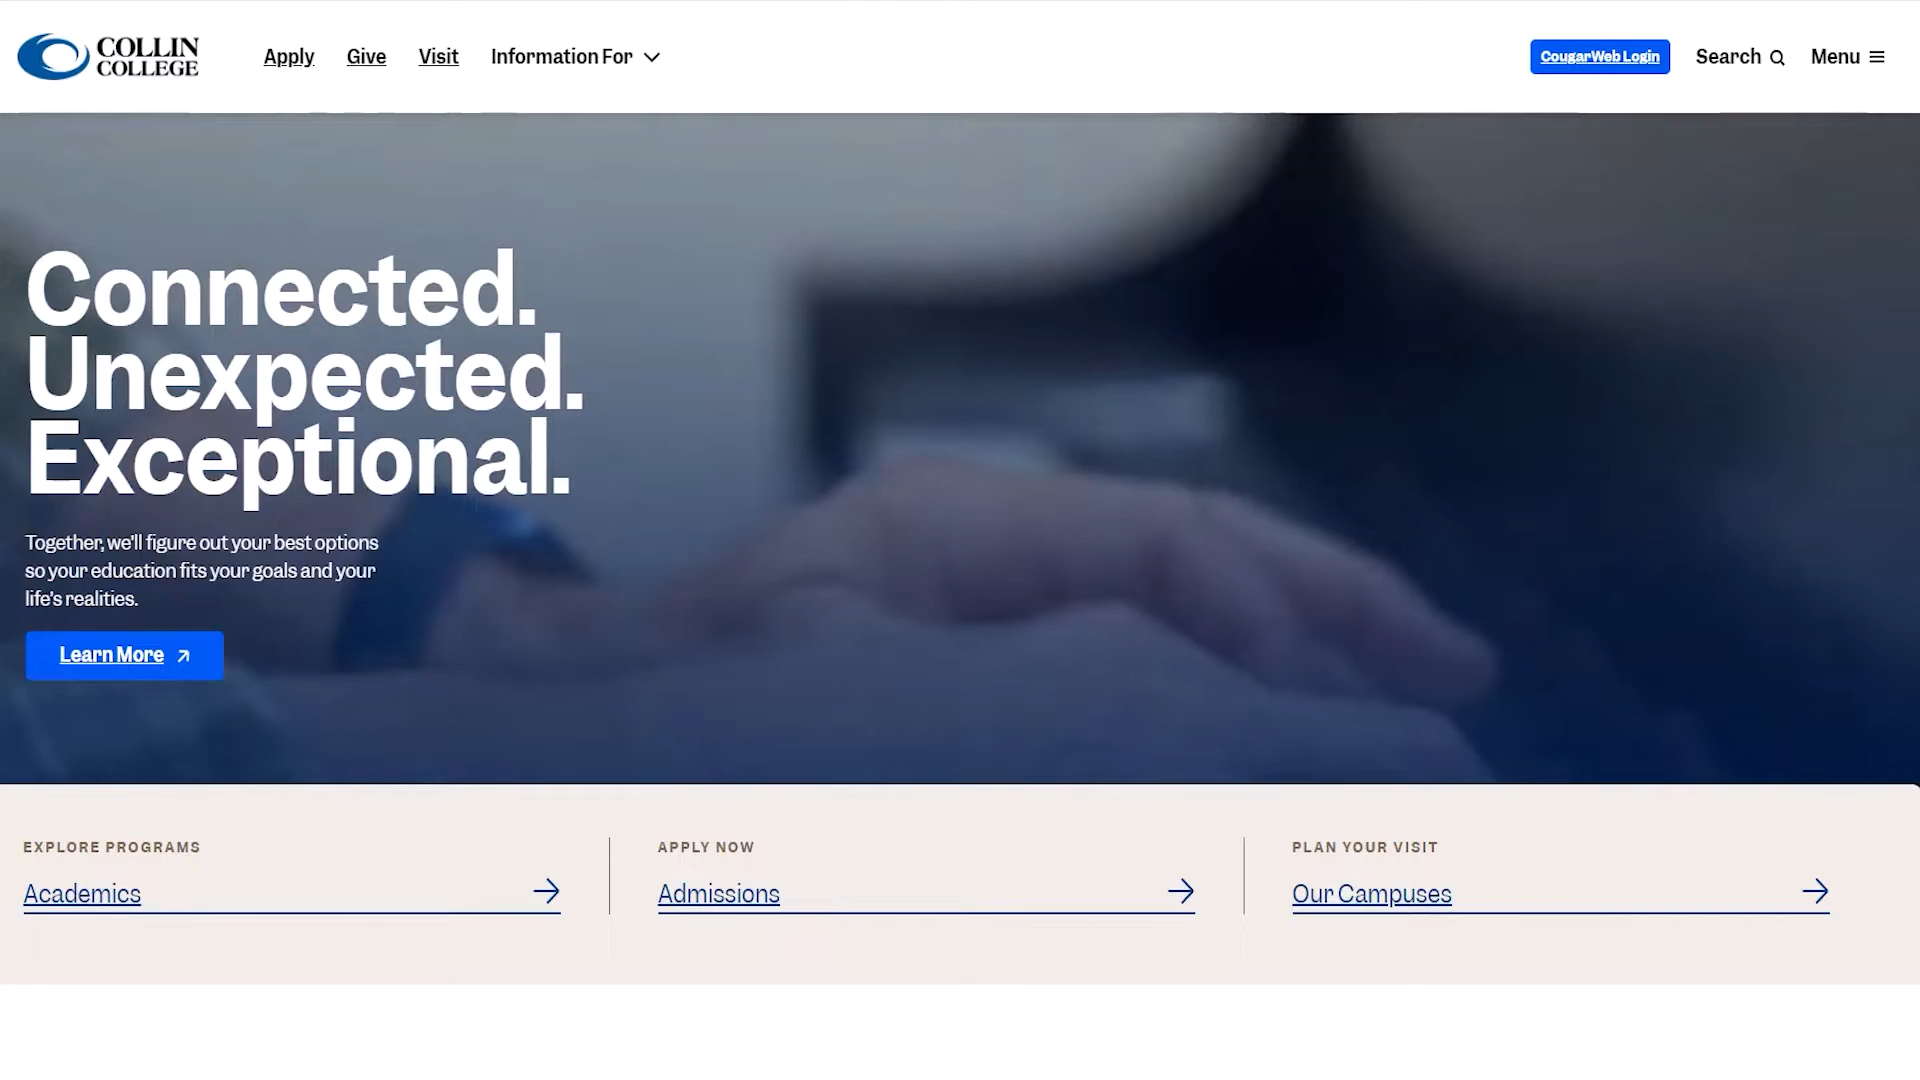 COLLIN
COLLEGE
Apply
Give
Visit
Information For
CougarWeb Login
Search
Menu
Connected.
Unexpected.
Exceptional.
Together, we'll figure out your best options
so your education fits your goals and your
life's realities.
Learn More
EXPLORE PROGRAMS
Academics
APPLY NOW
Admissions
PLAN YOUR VISIT
Our Campuses